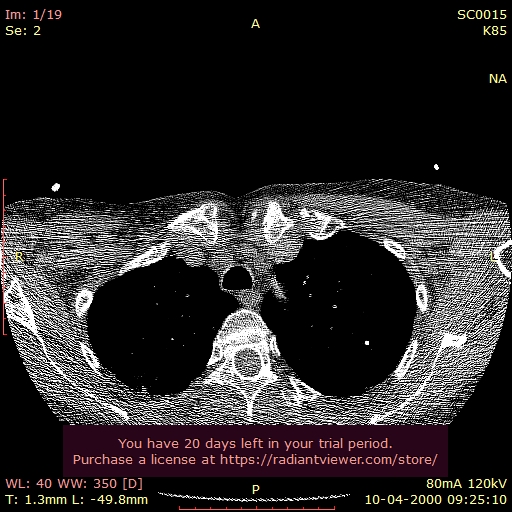 Im: 1/19
Se: 2
A
SC0015
K85
NA
R
L
You have 20 days left in your trial period.
Purchase a license at https://radiantviewer.com/store/
WL: 40 WW: 350 [D]
T: 1.3mm L: -49.8mm
P
80mA 120kV
10-04-2000 09:25:10